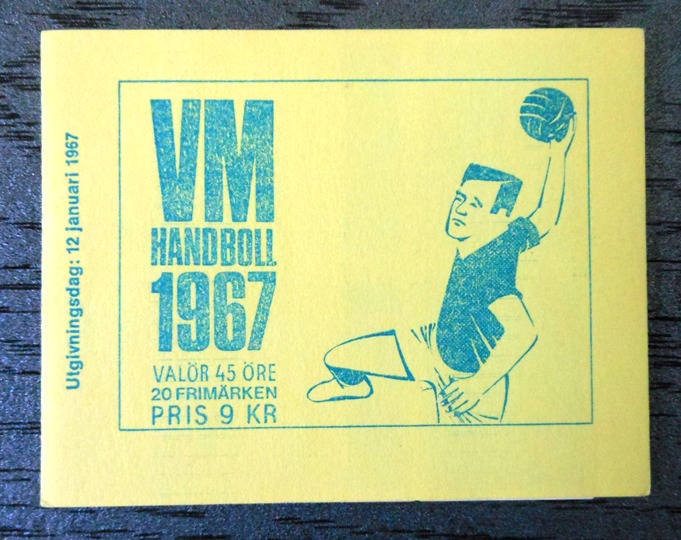 Utgivningsdag: 12 januari 1967
VM
HANDBOLL
1967
VALÖR 45 ÖRE
20 FRIMÄRKEN
PRIS 9 KR